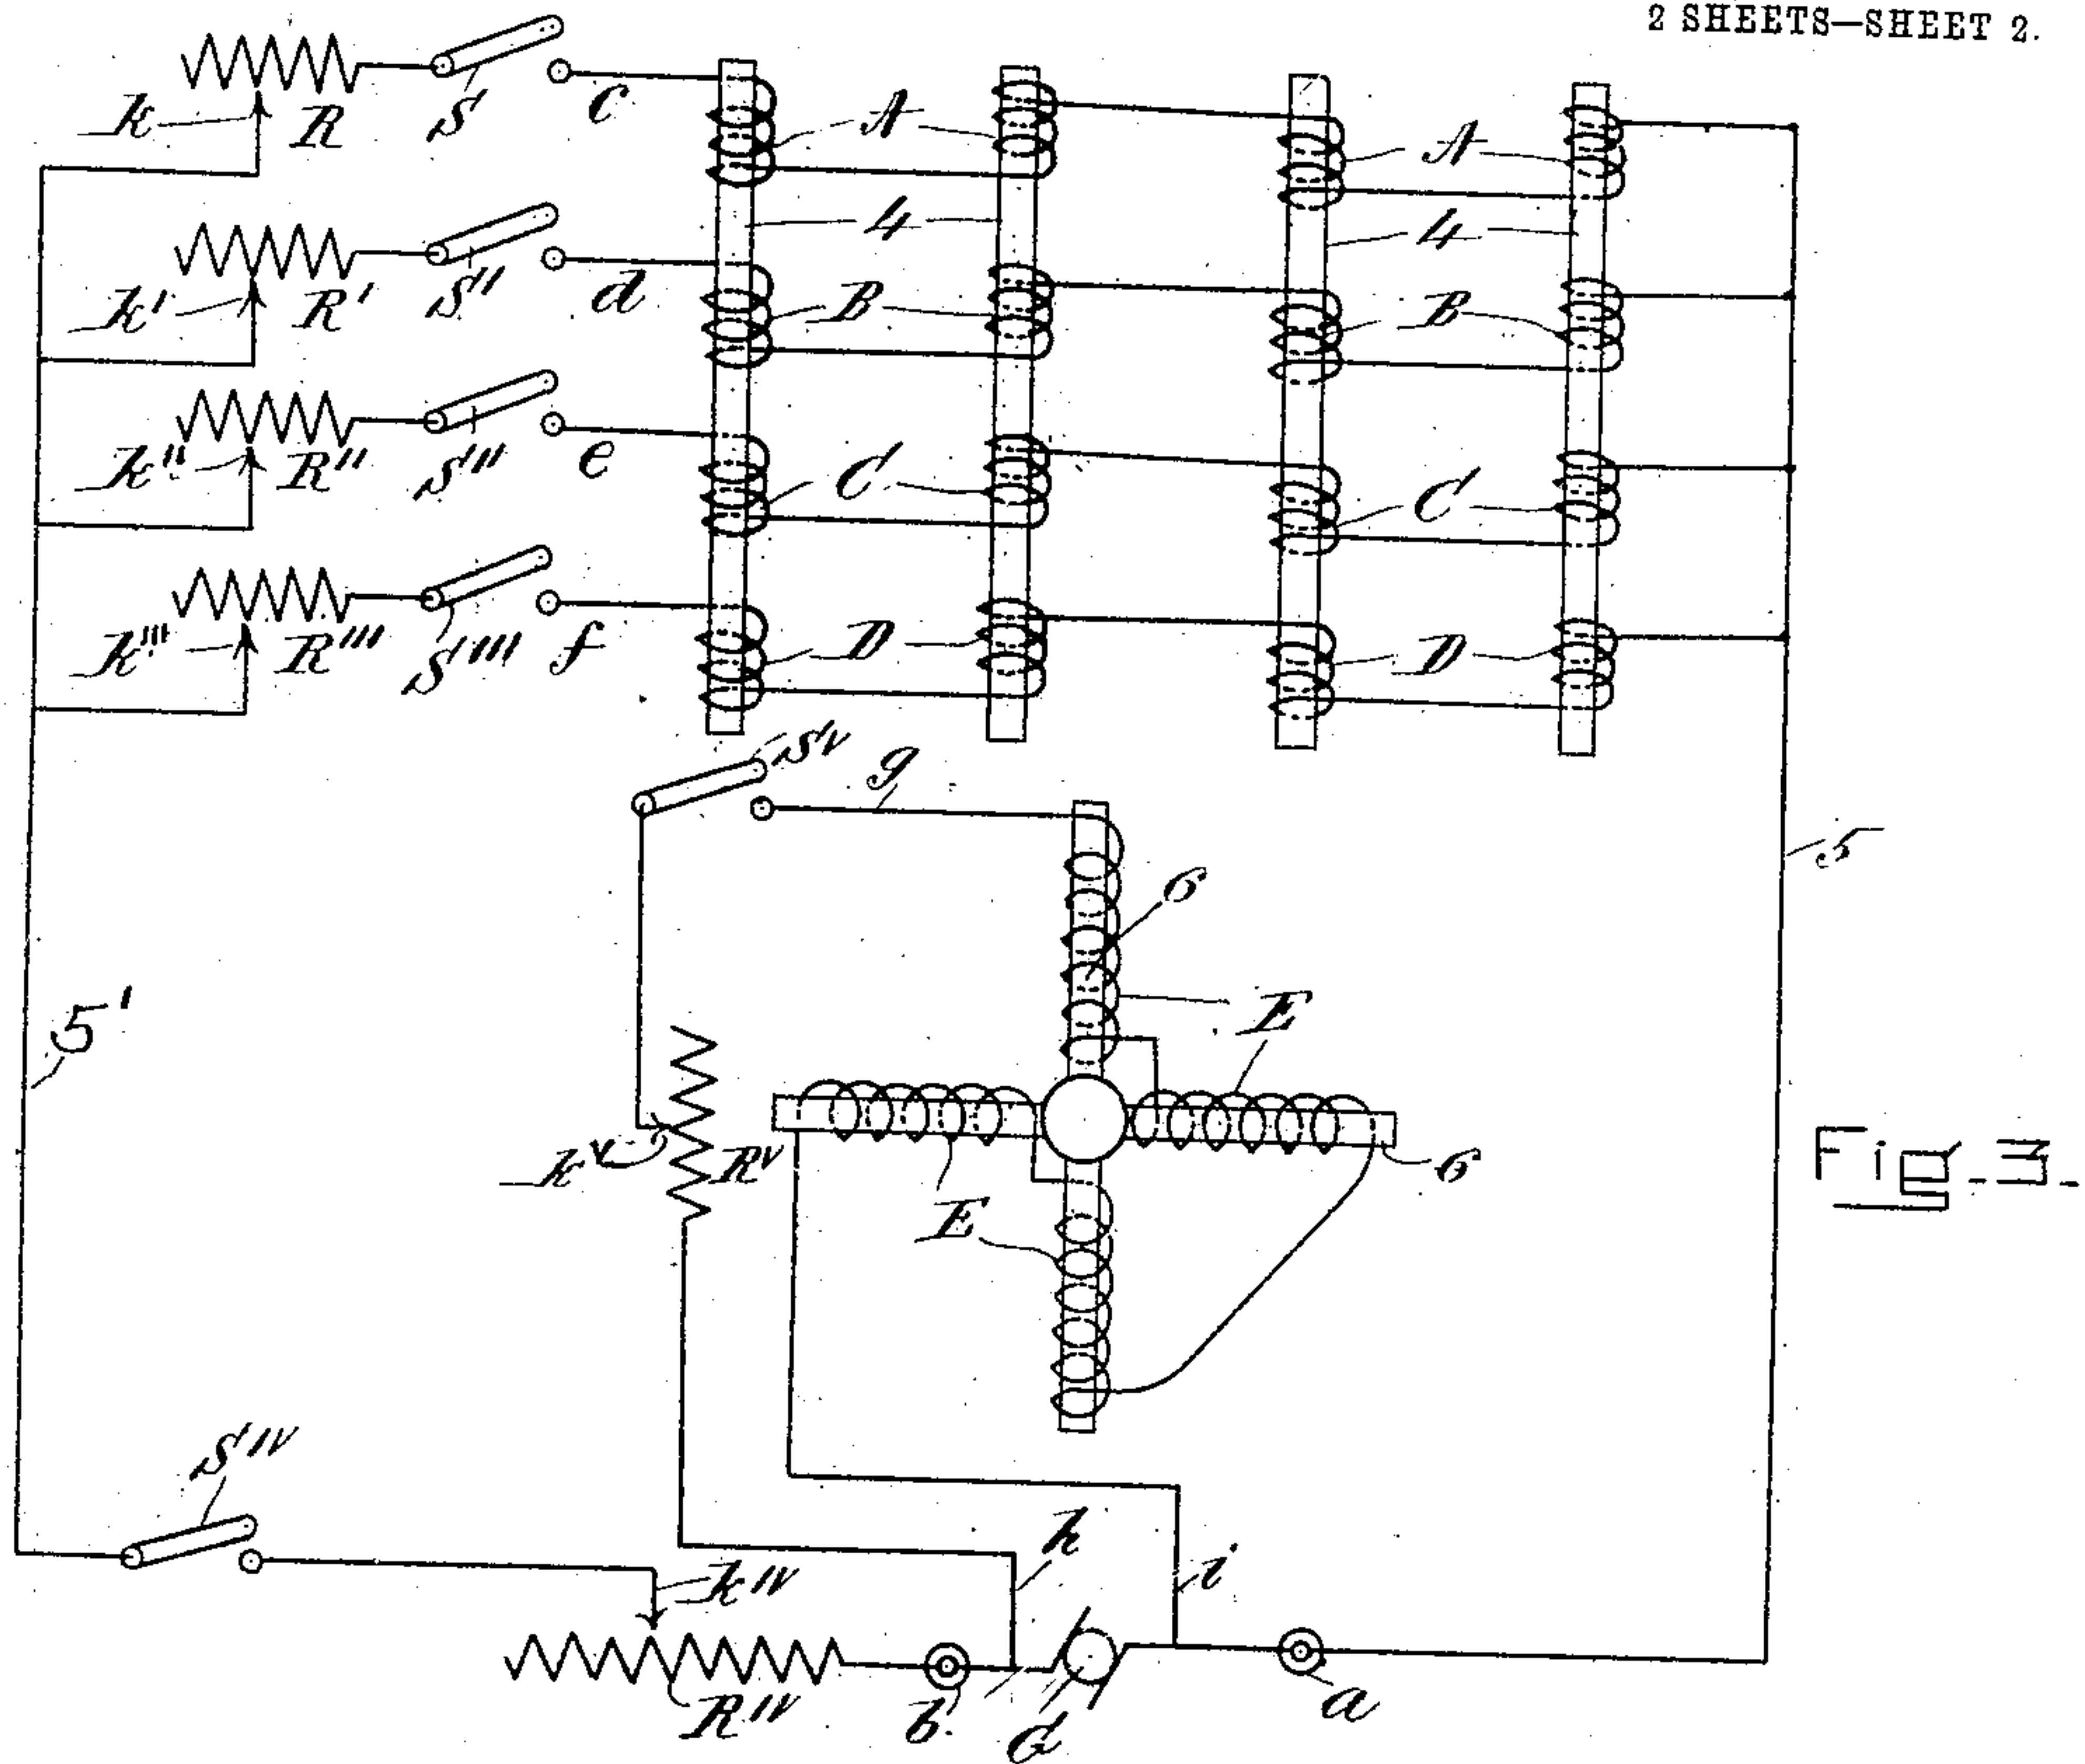 2 SHEETS—SHEET 2.
k R S' c A A
4 4
k' R' S'' d B B
k'' R'' S''' e C C
k''' R''' S'''' f D D
S^V g
5
6
5' E
k^V R^V 6
E
Fig. 3.
S^IV
k^IV h i
R^IV b G a